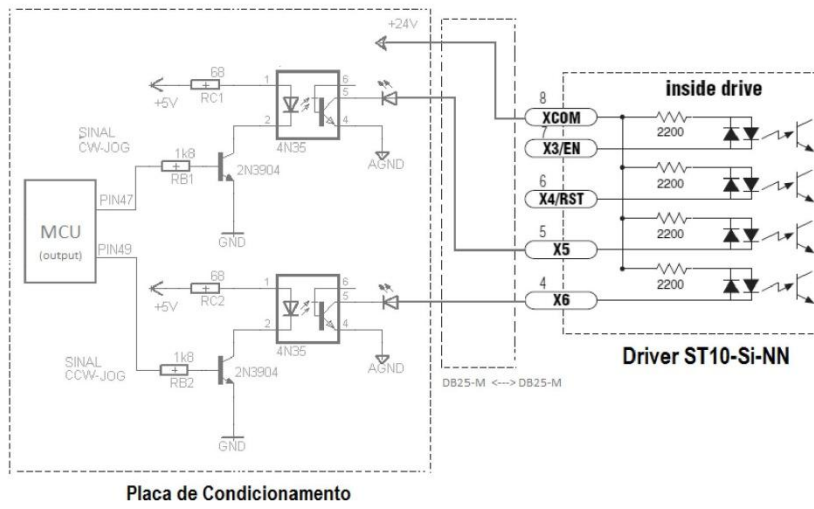 +24V
68
+5V
RC1
1
2
4N35
6
5
4
AGND
SINAL
CW-JOG
1k8
RB1
2N3904
GND
MCU
(output)
PIN47
PIN49
68
+5V
RC2
1
2
4N35
6
5
4
AGND
SINAL
CCW-JOG
1k8
RB2
2N3904
GND
DB25-M <---> DB25-M
inside drive
8
XCOM
7
X3/EN
6
X4/RST
5
X5
4
X6
2200
2200
2200
2200
Driver ST10-Si-NN
Placa de Condicionamento